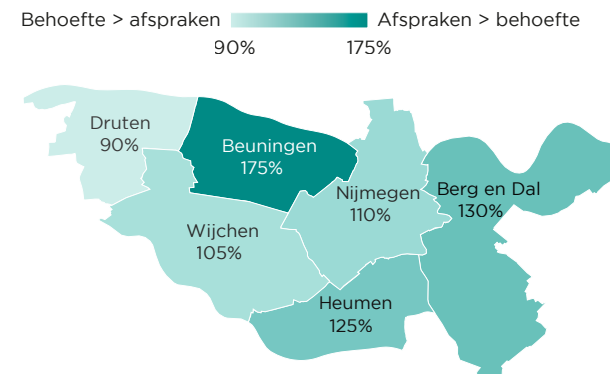 Behoefte > afspraken Afspraken > behoefte
90% 175%
Druten
90%
Beuningen
175%
Nijmegen
110%
Berg en Dal
130%
Wijchen
105%
Heumen
125%